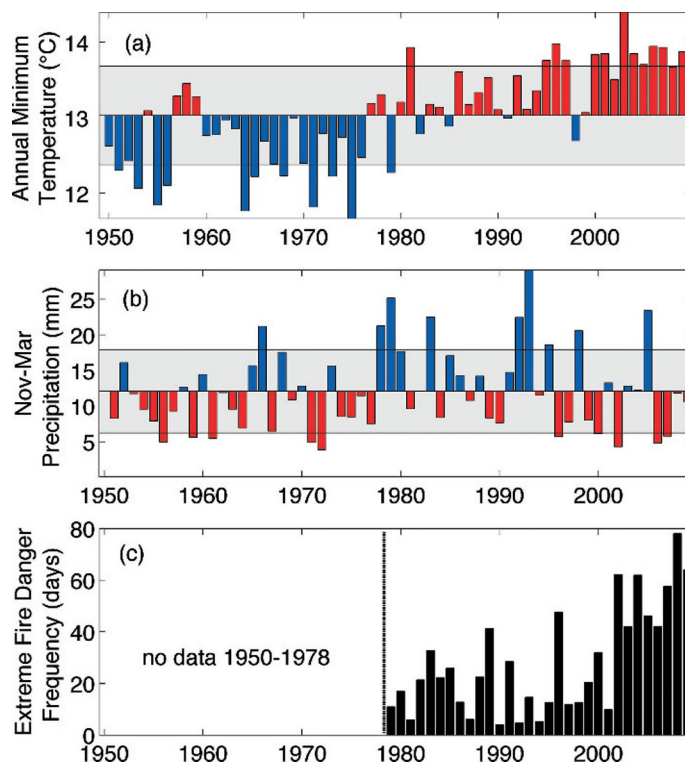 Annual Minimum
Temperature (°C)
(a)
14
13
12
1950 1960 1970 1980 1990 2000
Nov-Mar
Precipitation (mm)
(b)
25
20
15
10
5
1950 1960 1970 1980 1990 2000
Extreme Fire Danger
Frequency (days)
(c)
80
60
40
20
0
no data 1950-1978
1950 1960 1970 1980 1990 2000